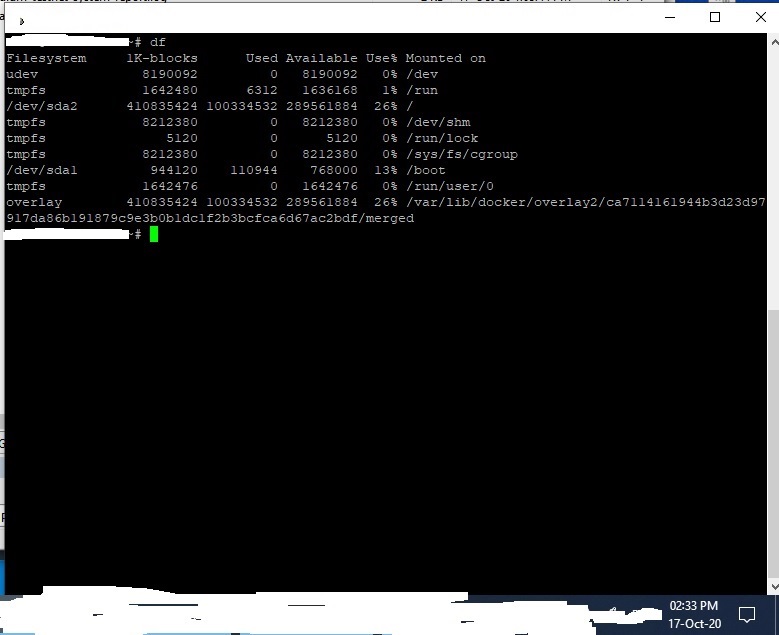 ~# df
Filesystem     1K-blocks      Used Available Use% Mounted on
udev             8190092         0   8190092   0% /dev
tmpfs            1642480      6312   1636168   1% /run
/dev/sda2      410835424 100334532 289561884  26% /
tmpfs            8212380         0   8212380   0% /dev/shm
tmpfs               5120         0      5120   0% /run/lock
tmpfs            8212380         0   8212380   0% /sys/fs/cgroup
/dev/sda1         944120    110944    768000  13% /boot
tmpfs            1642476         0   1642476   0% /run/user/0
overlay        410835424 100334532 289561884  26% /var/lib/docker/overlay2/ca7114161944b3d23d97
917da86b191879c9e3b0b1dc1f2b3bcfca6d67ac2bdf/merged
~#
02:33 PM
17-Oct-20